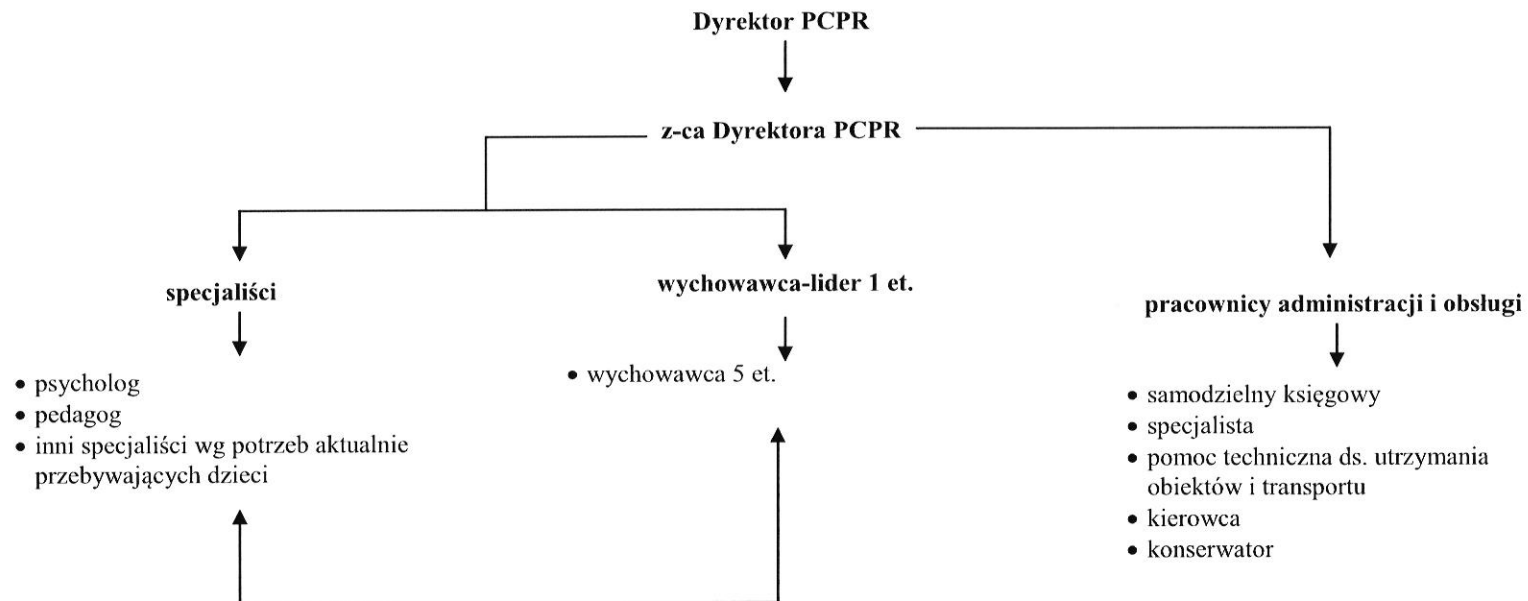 Dyrektor PCPR
z-ca Dyrektora PCPR
specjaliści
• psycholog
• pedagog
• inni specjaliści wg potrzeb aktualnie
przebywających dzieci
wychowawca-lider 1 et.
• wychowawca 5 et.
pracownicy administracji i obsługi
• samodzielny księgowy
• specjalista
• pomoc techniczna ds. utrzymania
obiektów i transportu
• kierowca
• konserwator